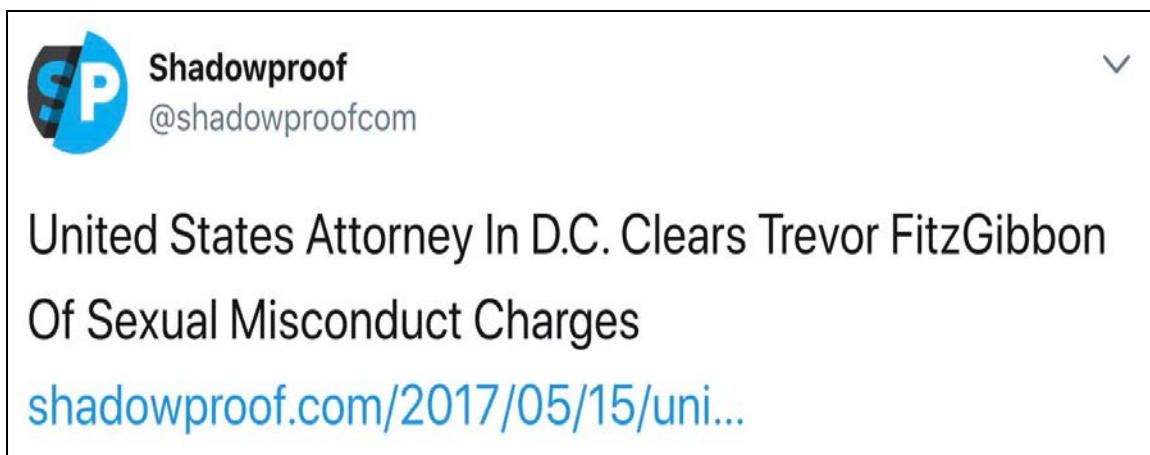 SP
Shadowproof
@shadowproofcom
United States Attorney In D.C. Clears Trevor FitzGibbon
Of Sexual Misconduct Charges
shadowproof.com/2017/05/15/uni...